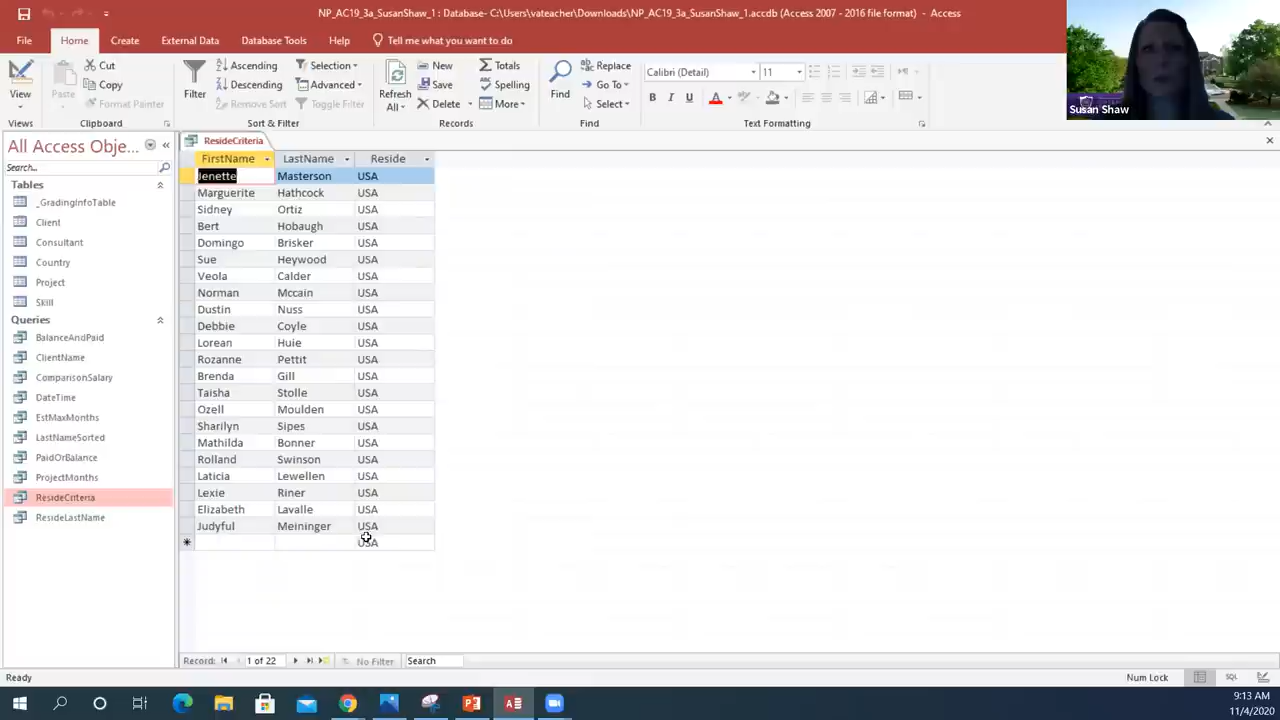 NP_AC19_3a_SusanShaw_1 : Database- C:\Users\vateacher\Downloads\NP_AC19_3a_SusanShaw_1.accdb (Access 2007 - 2016 file format) - Access
File Home Create External Data Database Tools Help Tell me what you want to do
View
Views
Paste
Cut
Copy
Format Painter
Clipboard
Filter
Ascending
Descending
Remove Sort
Selection
Advanced
Toggle Filter
Sort & Filter
Refresh
All
New
Save
Delete
Totals
Spelling
More
Records
Find
Replace
Go To
Select
Find
Calibri (Detail) 11
B I U A
Text Formatting
Susan Shaw
All Access Obje...
Search...
Tables
_GradingInfoTable
Client
Consultant
Country
Project
Skill
Queries
BalanceAndPaid
ClientName
ComparisonSalary
DateTime
EstMaxMonths
LastNameSorted
PaidOrBalance
ProjectMonths
ResideCriteria
ResideLastName
ResideCriteria
FirstName LastName Reside
Jenette Masterson USA
Marguerite Hathcock USA
Sidney Ortiz USA
Bert Hobaugh USA
Domingo Brisker USA
Sue Heywood USA
Veola Calder USA
Norman Mccain USA
Dustin Nuss USA
Debbie Coyle USA
Lorean Huie USA
Rozanne Pettit USA
Brenda Gill USA
Taisha Stolle USA
Ozell Moulden USA
Sharilyn Sipes USA
Mathilda Bonner USA
Rolland Swinson USA
Laticia Lewellen USA
Lexie Riner USA
Elizabeth Lavalle USA
Judyful Meininger USA
USA
Record: 1 of 22 No Filter Search
Ready Num Lock SQL
9:13 AM
11/4/2020